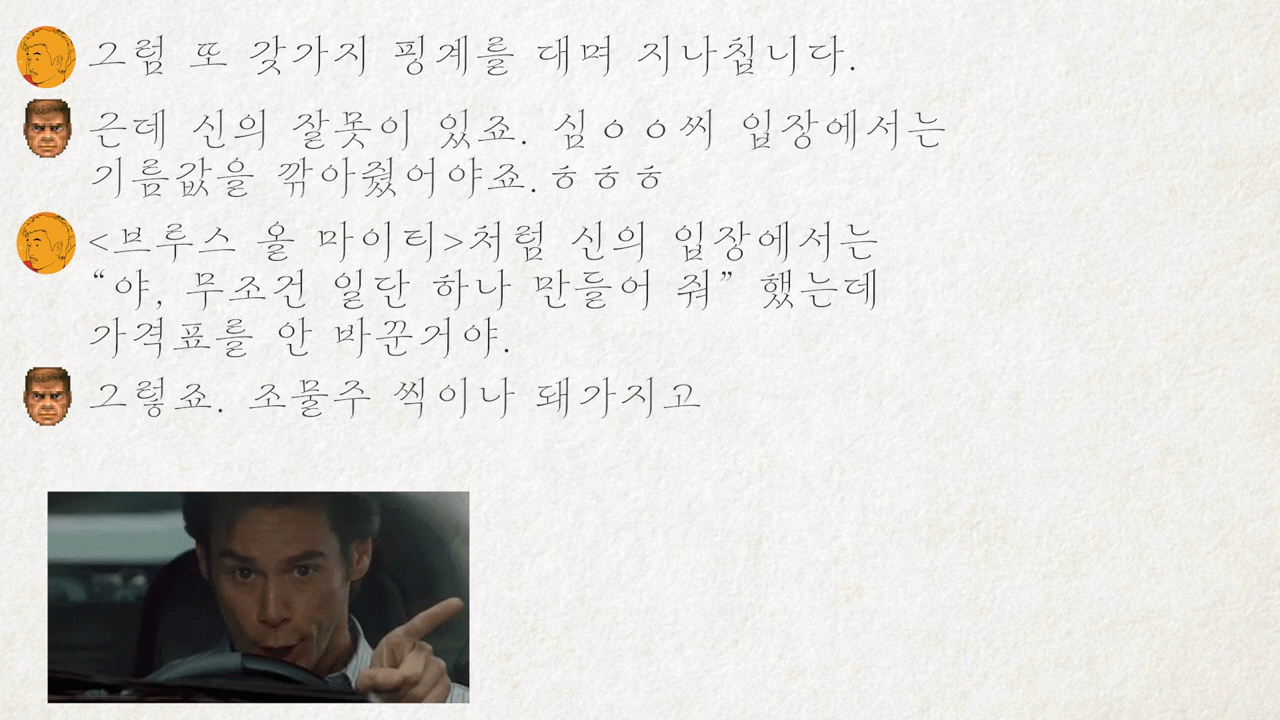 그럼 또 갖가지 핑계를 대며 지나칩니다.
근데 신의 잘못이 있죠. 심ㅇㅇ씨 입장에서는
기름값을 깎아줬어야죠.ㅎㅎㅎ
<브루스 올 마이티>처럼 신의 입장에서는
“야, 무조건 일단 하나 만들어 줘” 했는데
가격표를 안 바꾼거야.
그렇죠. 조물주 씩이나 돼가지고